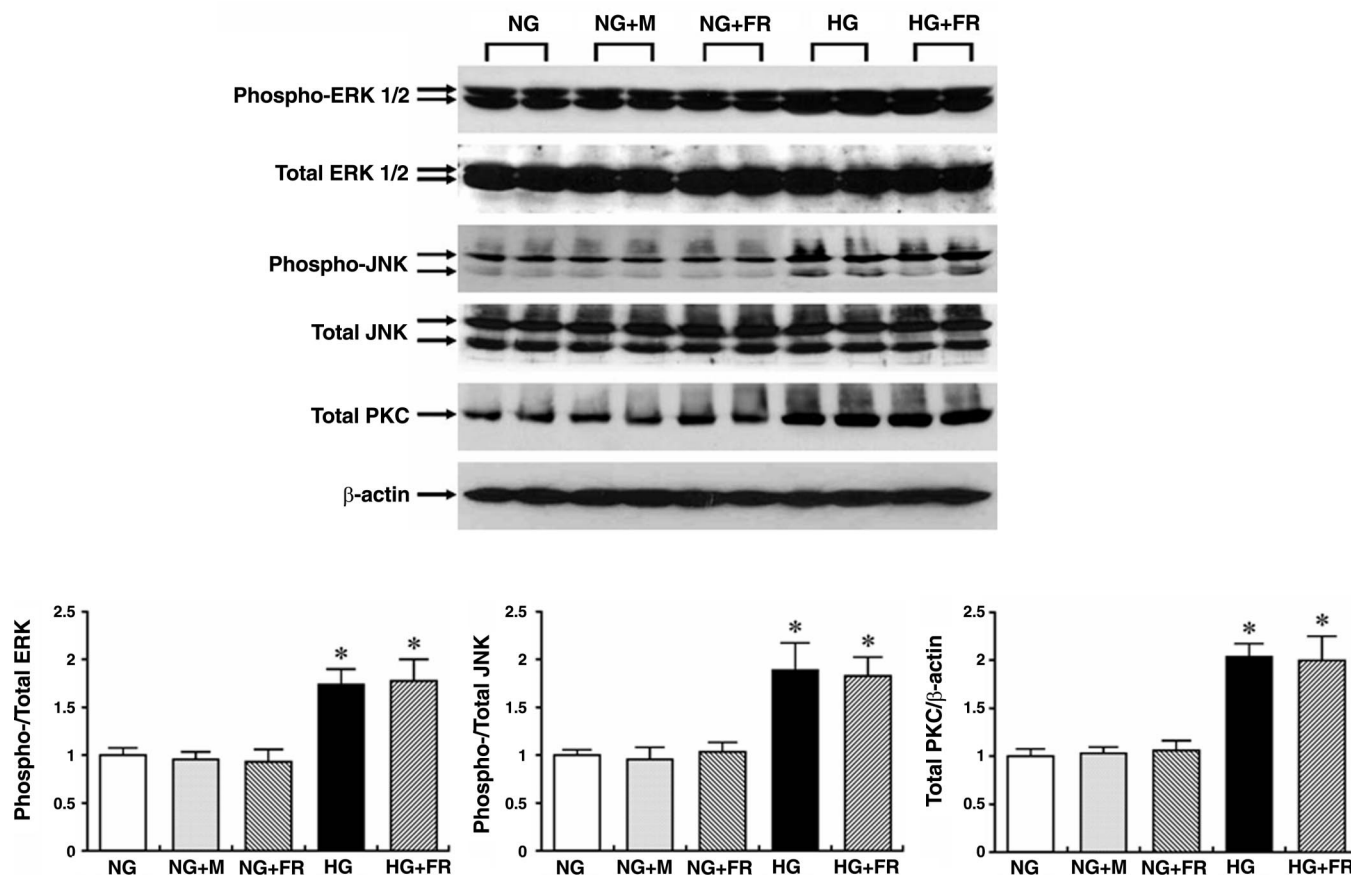 NG NG+M NG+FR HG HG+FR
Phospho-ERK 1/2
Total ERK 1/2
Phospho-JNK
Total JNK
Total PKC
β-actin
Phospho-/Total ERK
2.5
2
1.5
1
0.5
0
* *
NG NG+M NG+FR HG HG+FR
Phospho-/Total JNK
2.5
2
1.5
1
0.5
0
* *
NG NG+M NG+FR HG HG+FR
Total PKC/β-actin
2.5
2
1.5
1
0.5
0
* *
NG NG+M NG+FR HG HG+FR